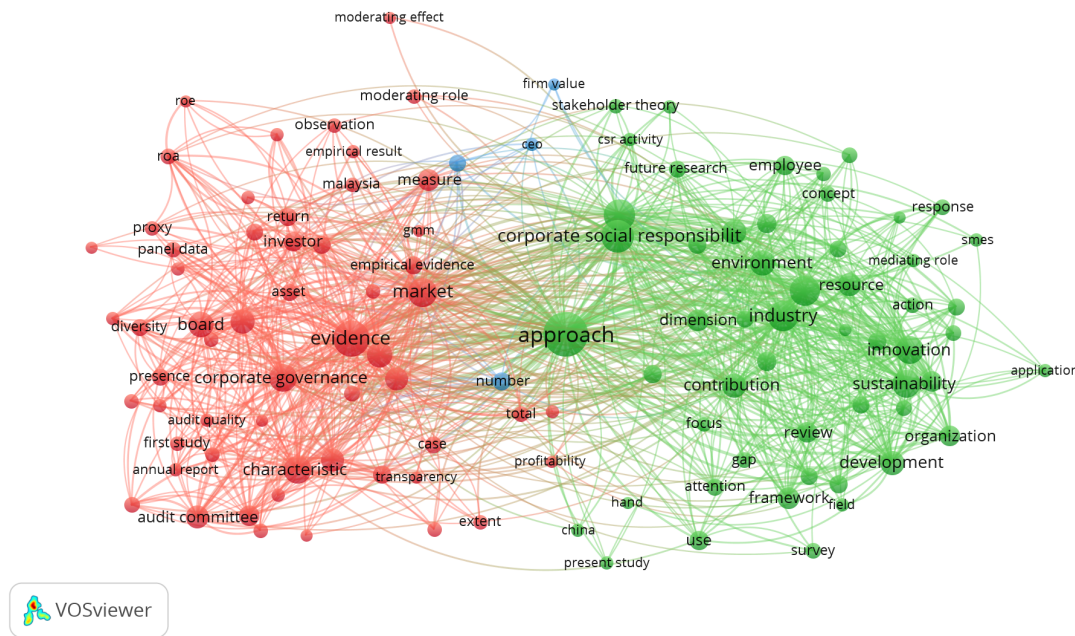 moderating effect
firm value
moderating role
roe
stakeholder theory
observation
ceo
csr activity
empirical result
roa
employee
future research
measure
malaysia
concept
response
return
proxy
gmm
corporate social responsibilit
smes
investor
panel data
mediating role
environment
empirical evidence
resource
asset
market
action
industry
dimension
board
diversity
approach
evidence
innovation
application
presence
corporate governance
number
contribution
sustainability
total
audit quality
focus
review
organization
first study
case
profitability
gap
development
annual report
characteristic
transparency
attention
framework
hand
field
audit committee
extent
china
use
survey
present study
VOSviewer